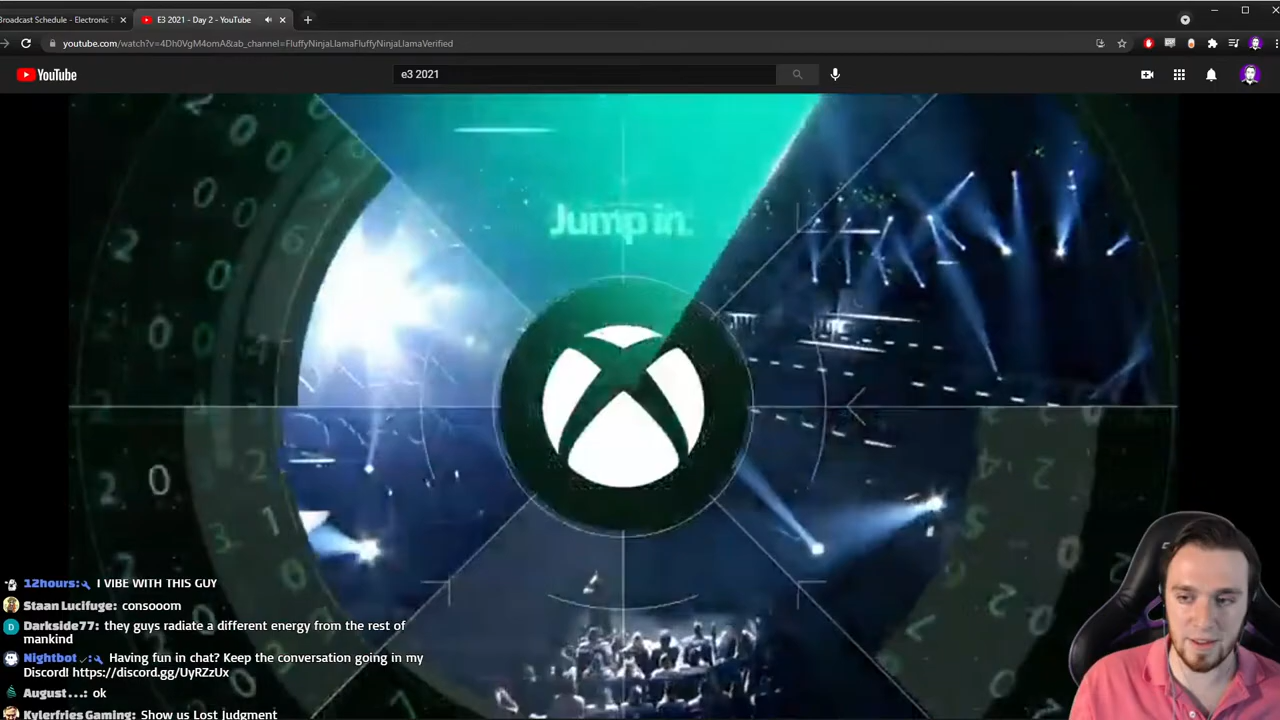 Broadcast Schedule - Electronic E
E3 2021 - Day 2 - YouTube
youtube.com/watch?v=4Dh0VgM4omA&ab_channel=FluffyNinjaLlamaFluffyNinjaLlamaVerified
YouTube
e3 2021
Jump in.
12hours: I VIBE WITH THIS GUY
Staan Lucifuge: consooom
Darkside77: they guys radiate a different energy from the rest of
mankind
Nightbot: Having fun in chat? Keep the conversation going in my
Discord! https://discord.gg/UyRZzUx
August . . .: ok
Kylerfries Gaming: Show us Lost Judgment